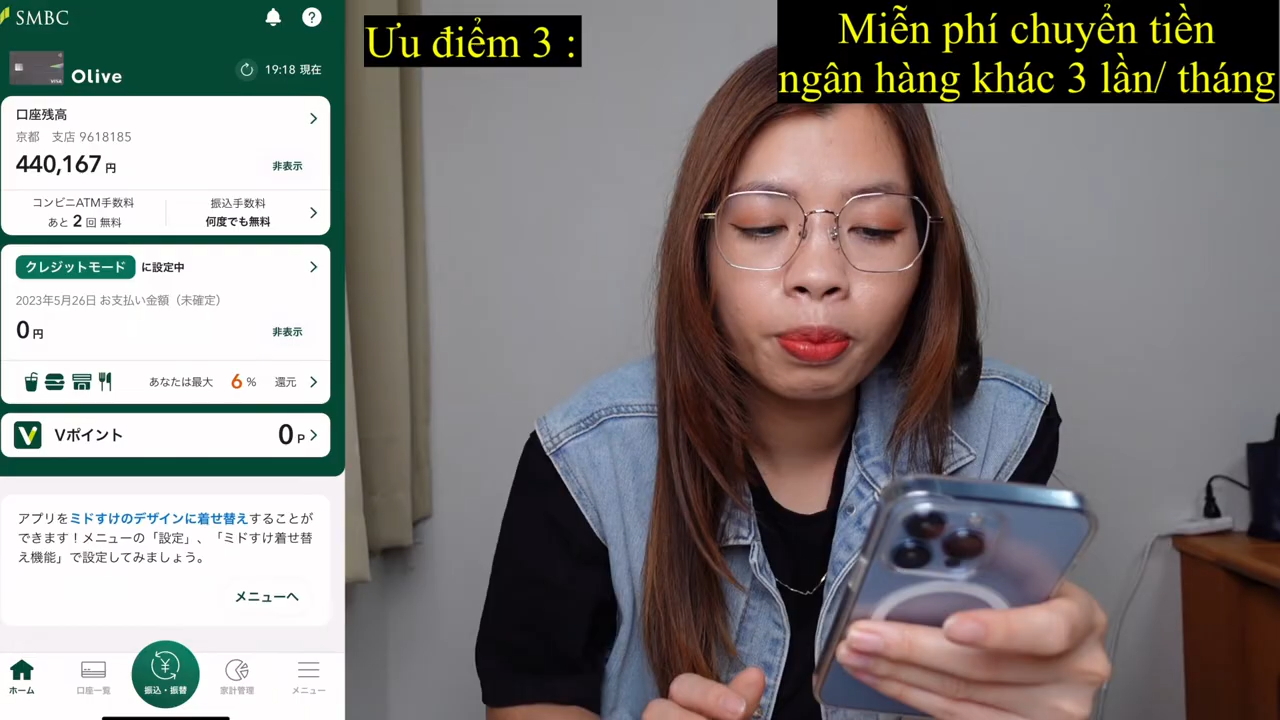 SMBC
?
Olive
19:18 現在
口座残高
京都 支店 9618185
440,167 円
非表示
コンビニATM手数料
あと 2 回 無料
振込手数料
何度でも無料
クレジットモード に設定中
2023年5月26日 お支払い金額（未確定）
0 円
非表示
あなたは最大 6 % 還元
V Vポイント 0 P
アプリをミドすけのデザインに着せ替えすることが
できます！メニューの「設定」、「ミドすけ着せ替
え機能」で設定してみましょう。
メニューへ
ホーム
口座一覧
振込・振替
家計管理
メニュー
Ưu điểm 3 :
Miễn phí chuyển tiền
ngân hàng khác 3 lần/ tháng